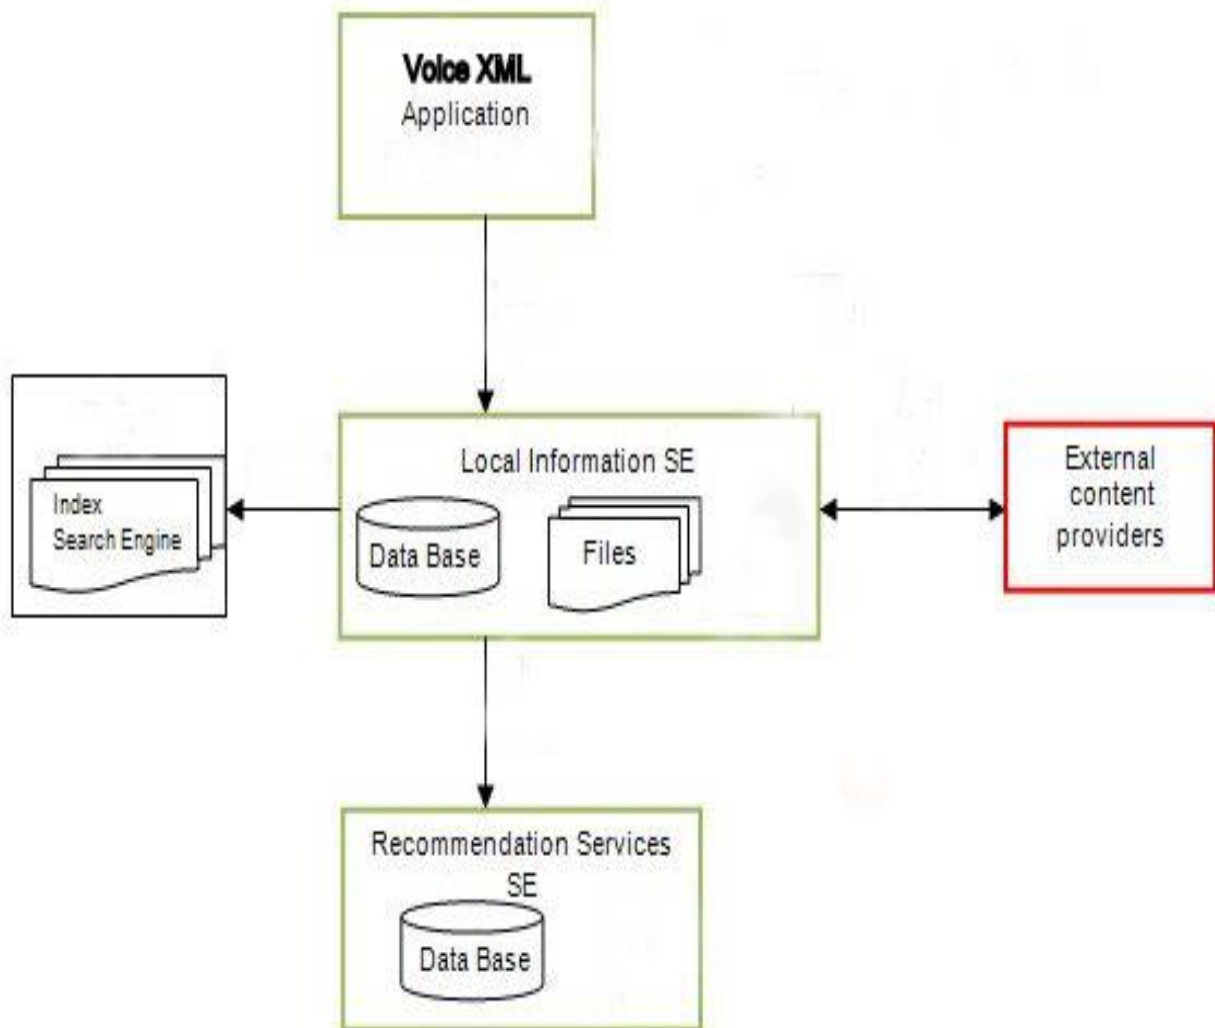 Voice XML
Application
Local Information SE
Data Base
Files
Index
Search Engine
External
content
providers
Recommendation Services
SE
Data Base